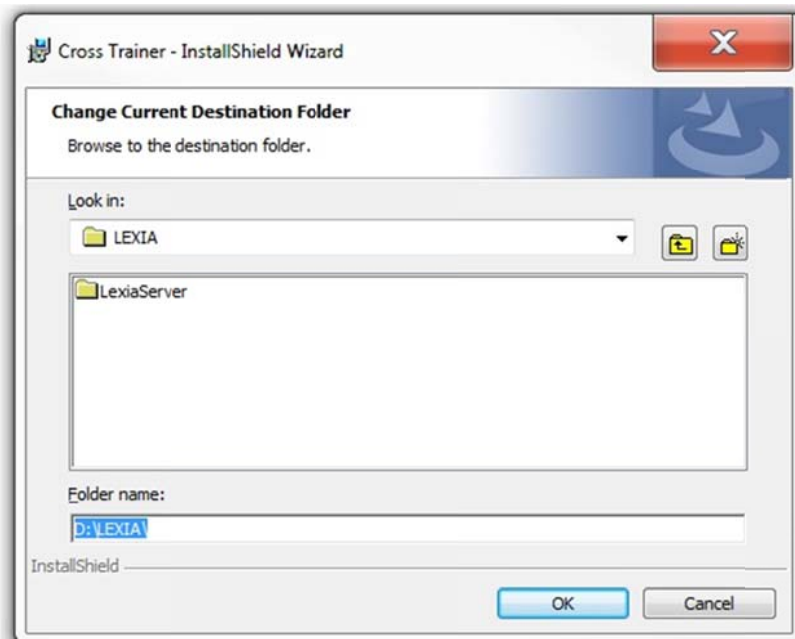 Cross Trainer - InstallShield Wizard
Change Current Destination Folder
Browse to the destination folder.
Look in:
LEXIA
LexiaServer
Folder name:
D:\LEXIA\
InstallShield
OK Cancel